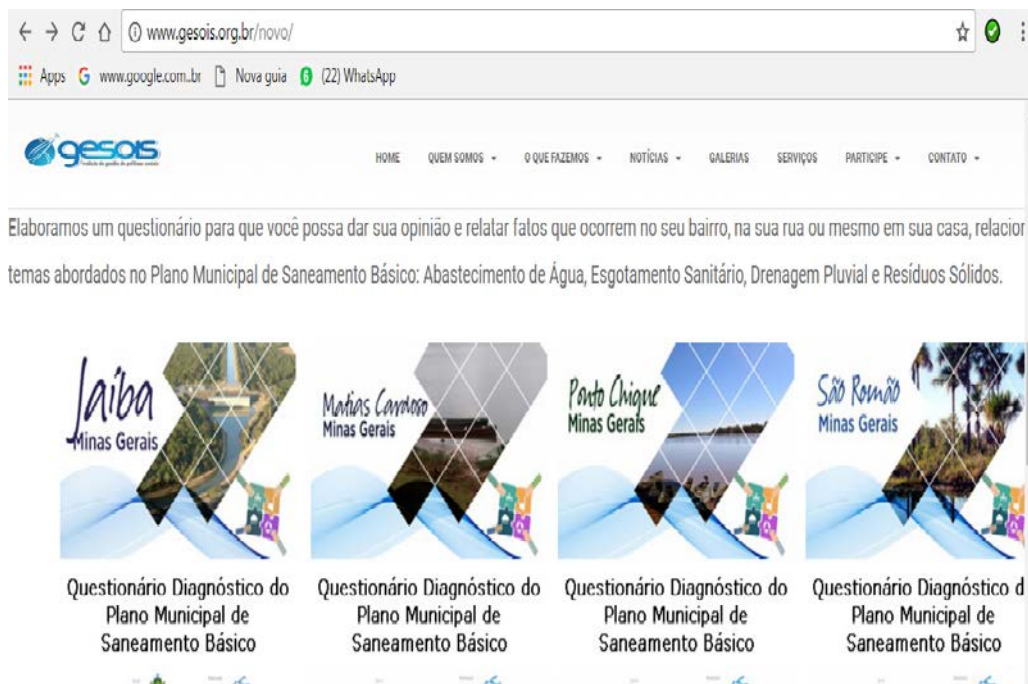 www.gesois.org.br/novo/
Apps www.google.com..br Nova guia (22) WhatsApp
gesois
HOME QUEM SOMOS O QUE FAZEMOS NOTÍCIAS GALERIAS SERVIÇOS PARTICIPE CONTATO
Elaboramos um questionário para que você possa dar sua opinião e relatar fatos que ocorrem no seu bairro, na sua rua ou mesmo em sua casa, relacior
temas abordados no Plano Municipal de Saneamento Básico: Abastecimento de Água, Esgotamento Sanitário, Drenagem Pluvial e Resíduos Sólidos.
Jaíba
Minas Gerais
Matias Cardoso
Minas Gerais
Ponto Chique
Minas Gerais
São Romão
Minas Gerais
Questionário Diagnóstico do
Plano Municipal de
Saneamento Básico
Questionário Diagnóstico do
Plano Municipal de
Saneamento Básico
Questionário Diagnóstico do
Plano Municipal de
Saneamento Básico
Questionário Diagnóstico d
Plano Municipal de
Saneamento Básico